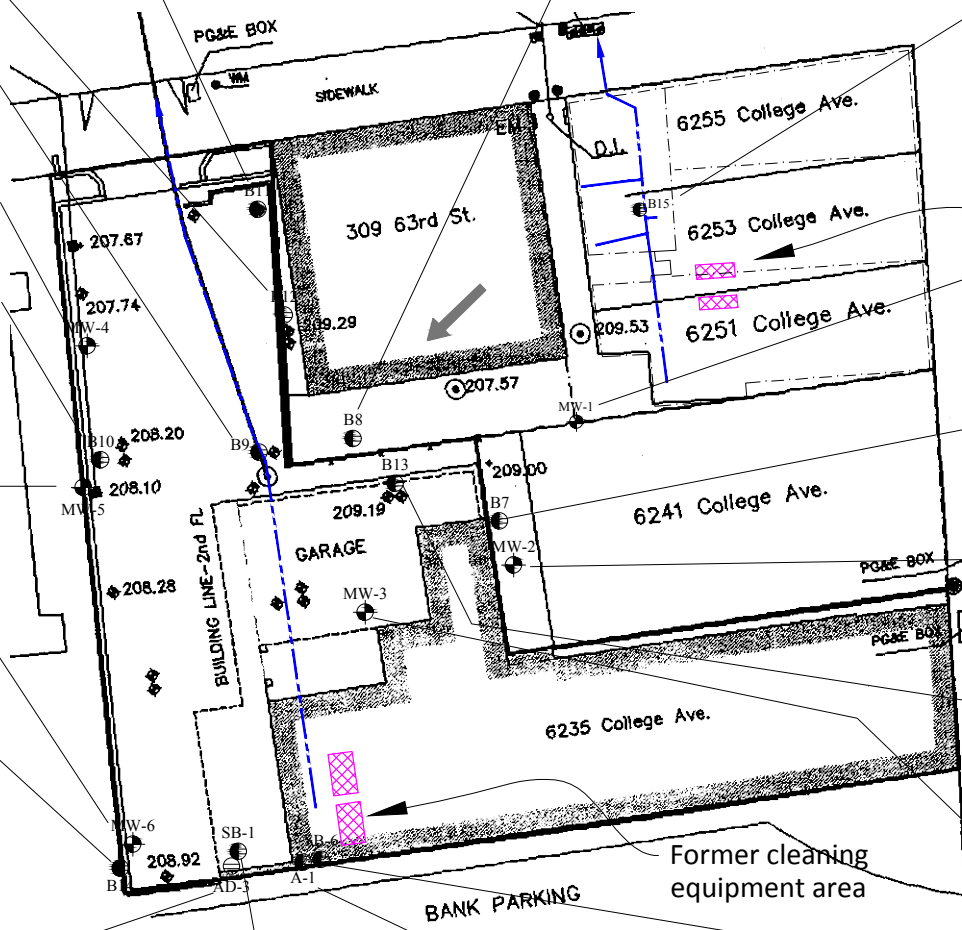 PG&E BOX
WM
SIDEWALK
EM
D.L.
6255 College Ave.
B15
6253 College Ave.
309 63rd St.
207.67
207.74
MW-4
209.29
209.53
6251 College Ave.
207.57
MW-1
B8
B9
B10
208.20
208.10
MW-5
B13
209.00
209.19
B7
6241 College Ave.
BUILDING LINE-2nd FL
GARAGE
MW-2
PG&E BOX
208.28
MW-3
PG&E BOX
6235 College Ave.
MW-6
SB-1
208.92
AD-3
A-1
Former cleaning
equipment area
BANK PARKING